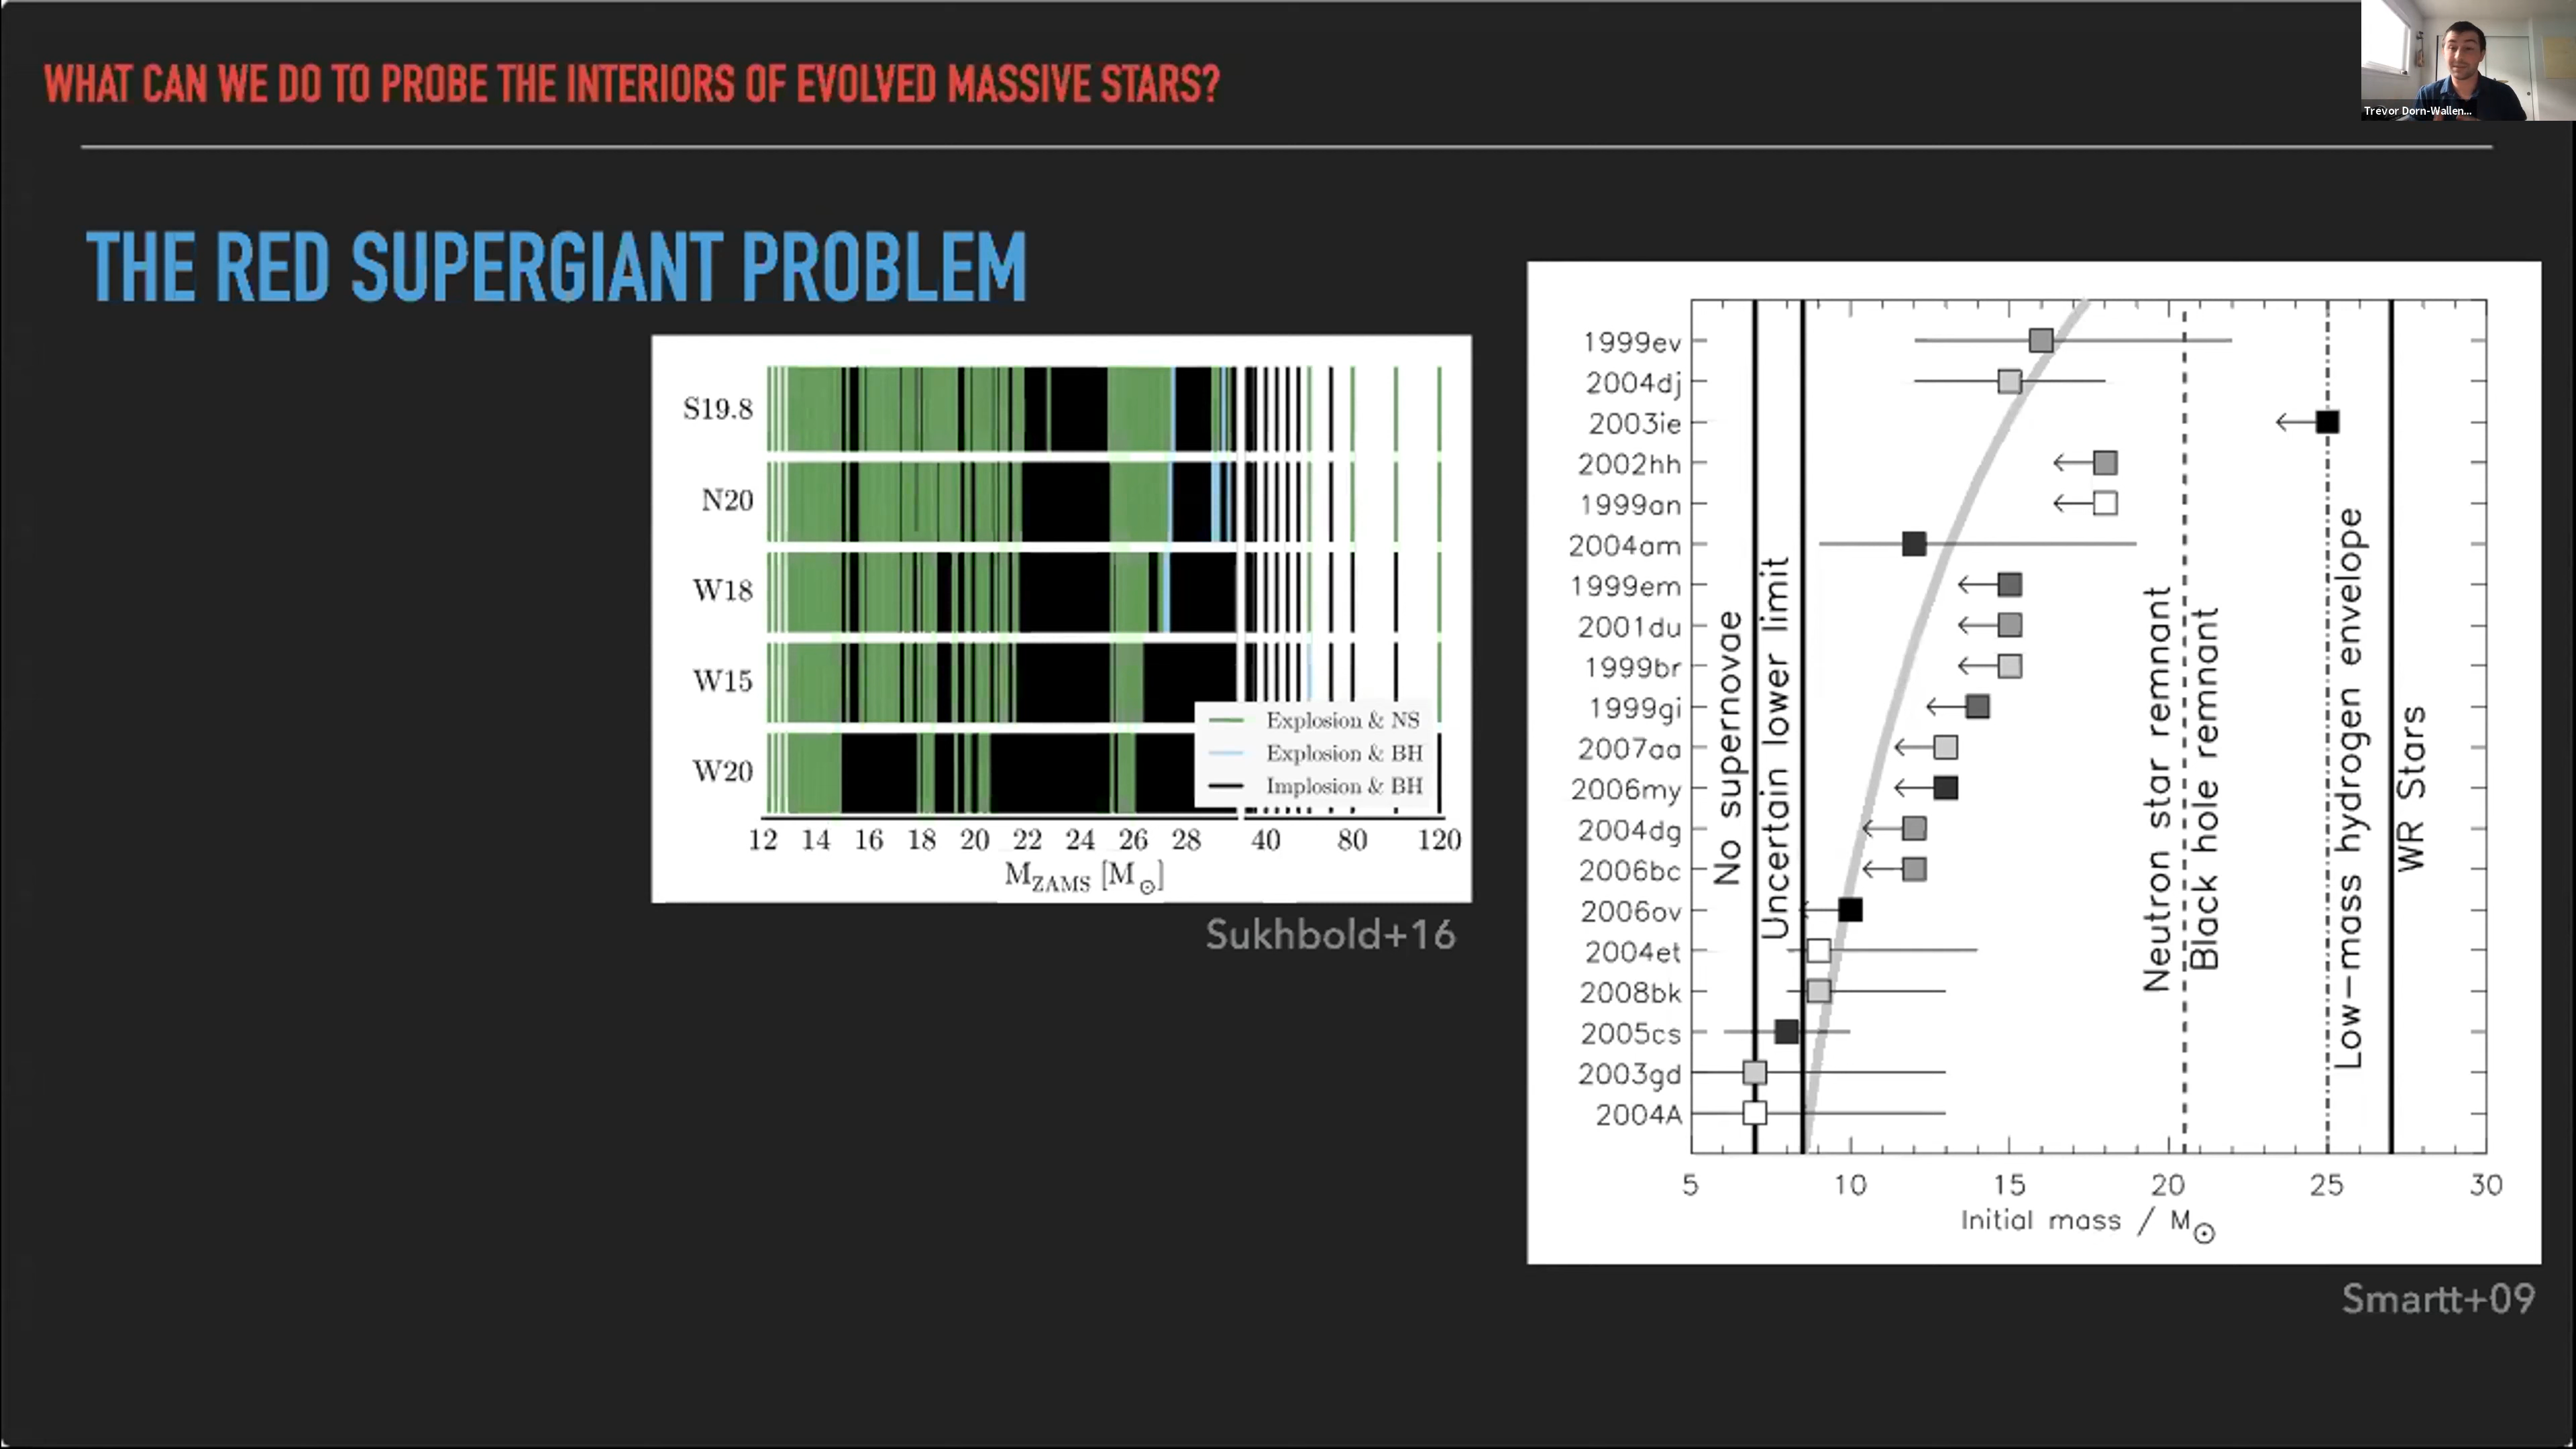 WHAT CAN WE DO TO PROBE THE INTERIORS OF EVOLVED MASSIVE STARS?
Trevor Dorn-Wallen...
THE RED SUPERGIANT PROBLEM
S19.8
N20
W18
W15
W20
Explosion & NS
Explosion & BH
Implosion & BH
12 14 16 18 20 22 24 26 28 40 80 120
M_ZAMS [M_⊙]
Sukhbold+16
1999ev
2004dj
2003ie
2002hh
1999an
2004am
1999em
2001du
1999br
1999gi
2007aa
2006my
2004dg
2006bc
2006ov
2004et
2008bk
2005cs
2003gd
2004A
No supernovae
Uncertain lower limit
Neutron star remnant
Black hole remnant
Low-mass hydrogen envelope
WR Stars
5 10 15 20 25 30
Initial mass / M_⊙
Smartt+09